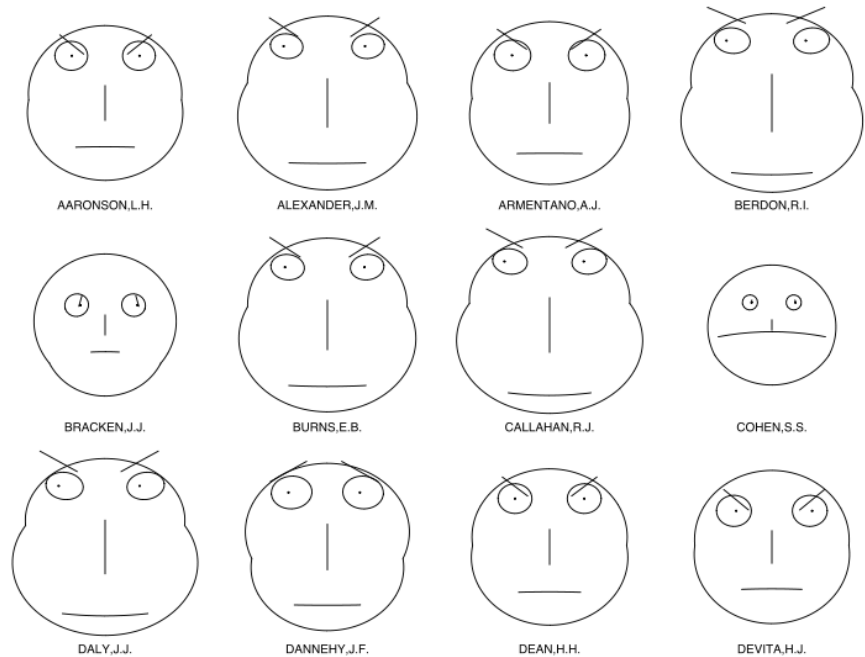 AARONSON,L.H.
ALEXANDER,J.M.
ARMENTANO,A.J.
BERDON,R.I.
BRACKEN,J.J.
BURNS,E.B.
CALLAHAN,R.J.
COHEN,S.S.
DALY,J.J.
DANNEHY,J.F.
DEAN,H.H.
DEVITA,H.J.